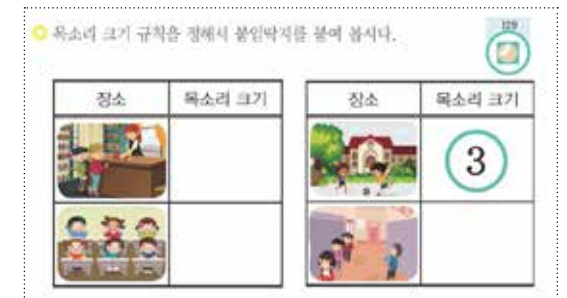 목소리 크기 규칙을 정해서 붙임딱지를 붙여 봅시다.
129
장소 목소리 크기
장소 목소리 크기
3